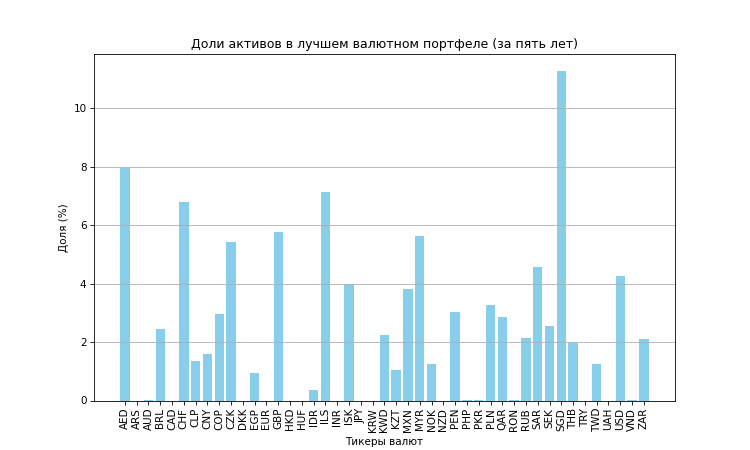 Доли активов в лучшем валютном портфеле (за пять лет)
Доля (%)
10
8
6
4
2
0
AED ARS AUD BRL CAD CHF CLP CNY COP CZK DKK EGP EUR GBP HKD HUF IDR ILS INR ISK JPY KRW KWD KZT MXN MYR NOK NZD PEN PHP PKR PLN QAR RON RUB SAR SEK SGD THB TRY TWD UAH USD VND ZAR
Тикеры валют